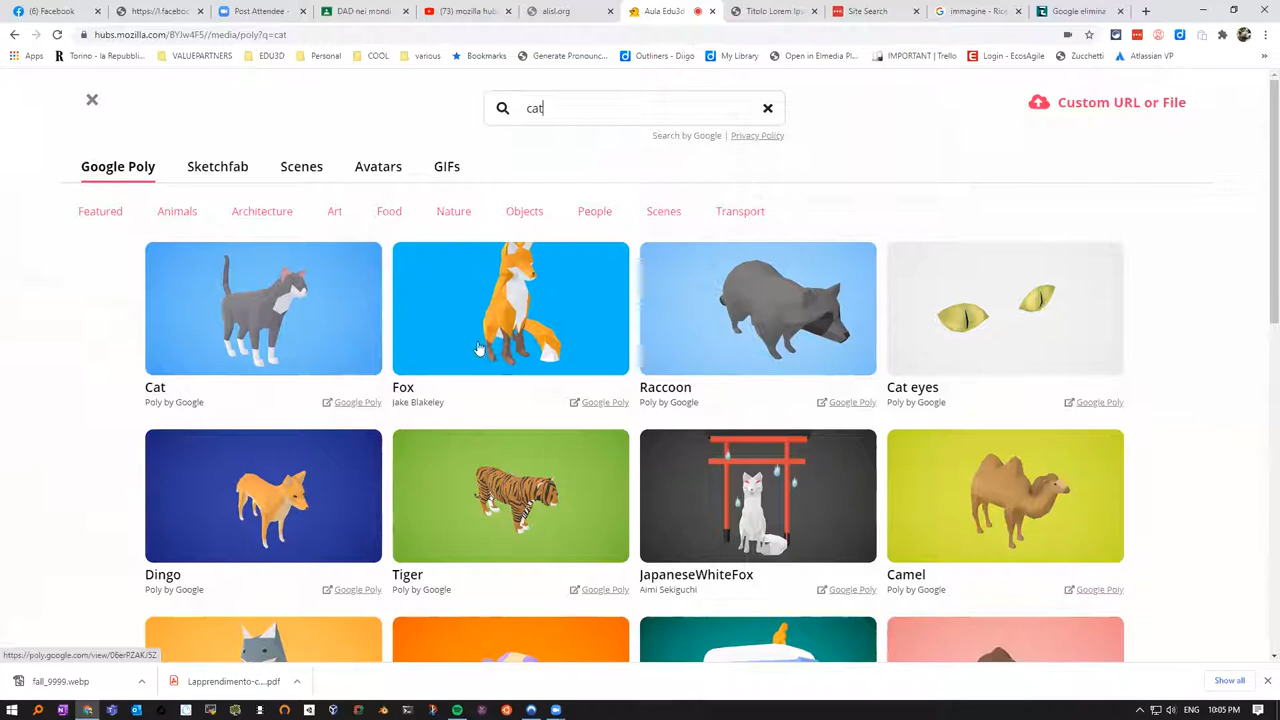 (6) Facebook
https://l.facebook.co
Zoom Post Attendee -
DAD nei mondi
(73) mozilla hub
alisl.org
Aula Edu3d
Titolo Lorem.Ips
Site Search
immagine - Ric
Google elimina
hubs.mozilla.com/BYJw4F5//media/poly?q=cat
Apps
Torino - la Repubbli...
VALUEPARTNERS
EDU3D
Personal
COOL
various
Bookmarks
Generate Pronounc...
Outliners - Diigo
My Library
Open in Elmedia Pl...
IMPORTANT | Trello
EcosAgile
Zucchetti
Atlassian VP
cat
Custom URL or File
Search by Google | Privacy Policy
Google Poly
Sketchfab
Scenes
Avatars
GIFs
Featured
Animals
Architecture
Art
Food
Nature
Objects
People
Scenes
Transport
Cat
Poly by Google
Google Poly
Fox
Jake Blakeley
Google Poly
Raccoon
Poly by Google
Google Poly
Cat eyes
Poly by Google
Google Poly
Dingo
Poly by Google
Google Poly
Tiger
Poly by Google
Google Poly
JapaneseWhiteFox
Aimi Sekiguchi
Google Poly
Camel
Poly by Google
Google Poly
https://poly.google.com/view/06erPZAKJ5Z
fall_9999.webp
Lapprendimento-c....pdf
Show all
ENG
10:05 PM